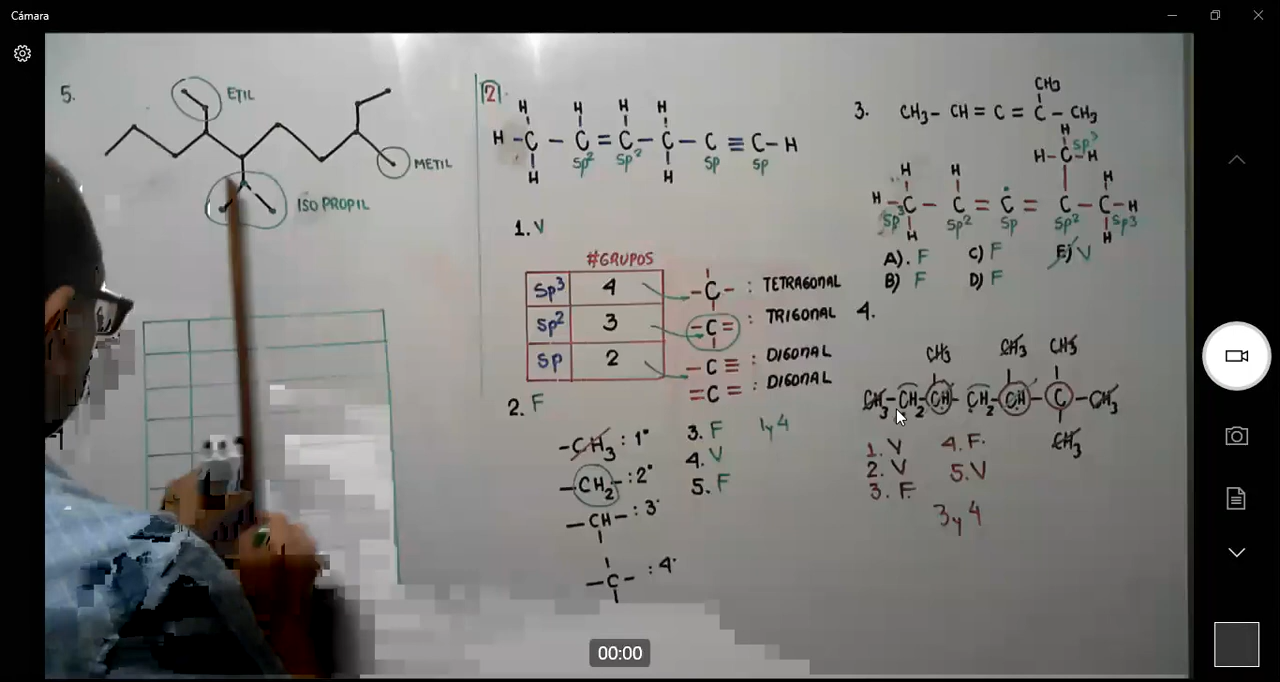 Cámara
5.
ETIL
METIL
ISO PROPIL
2
H H H H
H - C - C = C - C - C ≡ C - H
H Sp² Sp² H Sp Sp
1. V
#GRUPOS
Sp³ 4 - C - : TETRAGONAL
Sp² 3 - C = : TRIGONAL
Sp 2 - C ≡ : DIGONAL
= C = : DIGONAL
2. F
- CH₃ : 1°
- CH₂ - : 2°
- CH - : 3°
- C - : 4°
3. F 1y4
4. V
5. F
3.
CH₃
CH₃ - CH = C = C - CH₃
H
Sp³
H - C - H
H H H
H - C - C = C = C - C - H
Sp³ Sp² Sp Sp² Sp3
H H
A). F C) F E) V
B) F D) F
4.
CH₃ CH₃ CH₃
CH₃ - CH₂ - CH - CH₂ - CH - C - CH₃
CH₃
1. V 4. F.
2. V 5. V
3. F.
3 y 4
00:00